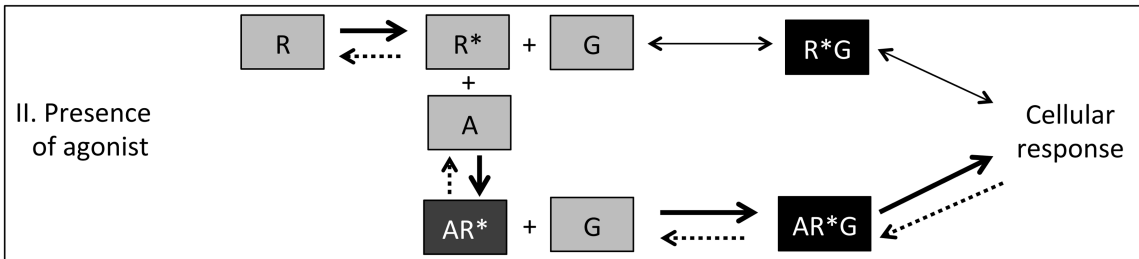 R R* + G R*G
+
II. Presence
of agonist
A
Cellular
response
AR* + G AR*G